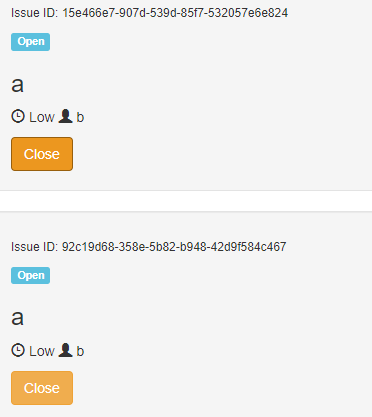 Issue ID: 15e466e7-907d-539d-85f7-532057e6e824
Open
a
Low b
Close
Issue ID: 92c19d68-358e-5b82-b948-42d9f584c467
Open
a
Low b
Close